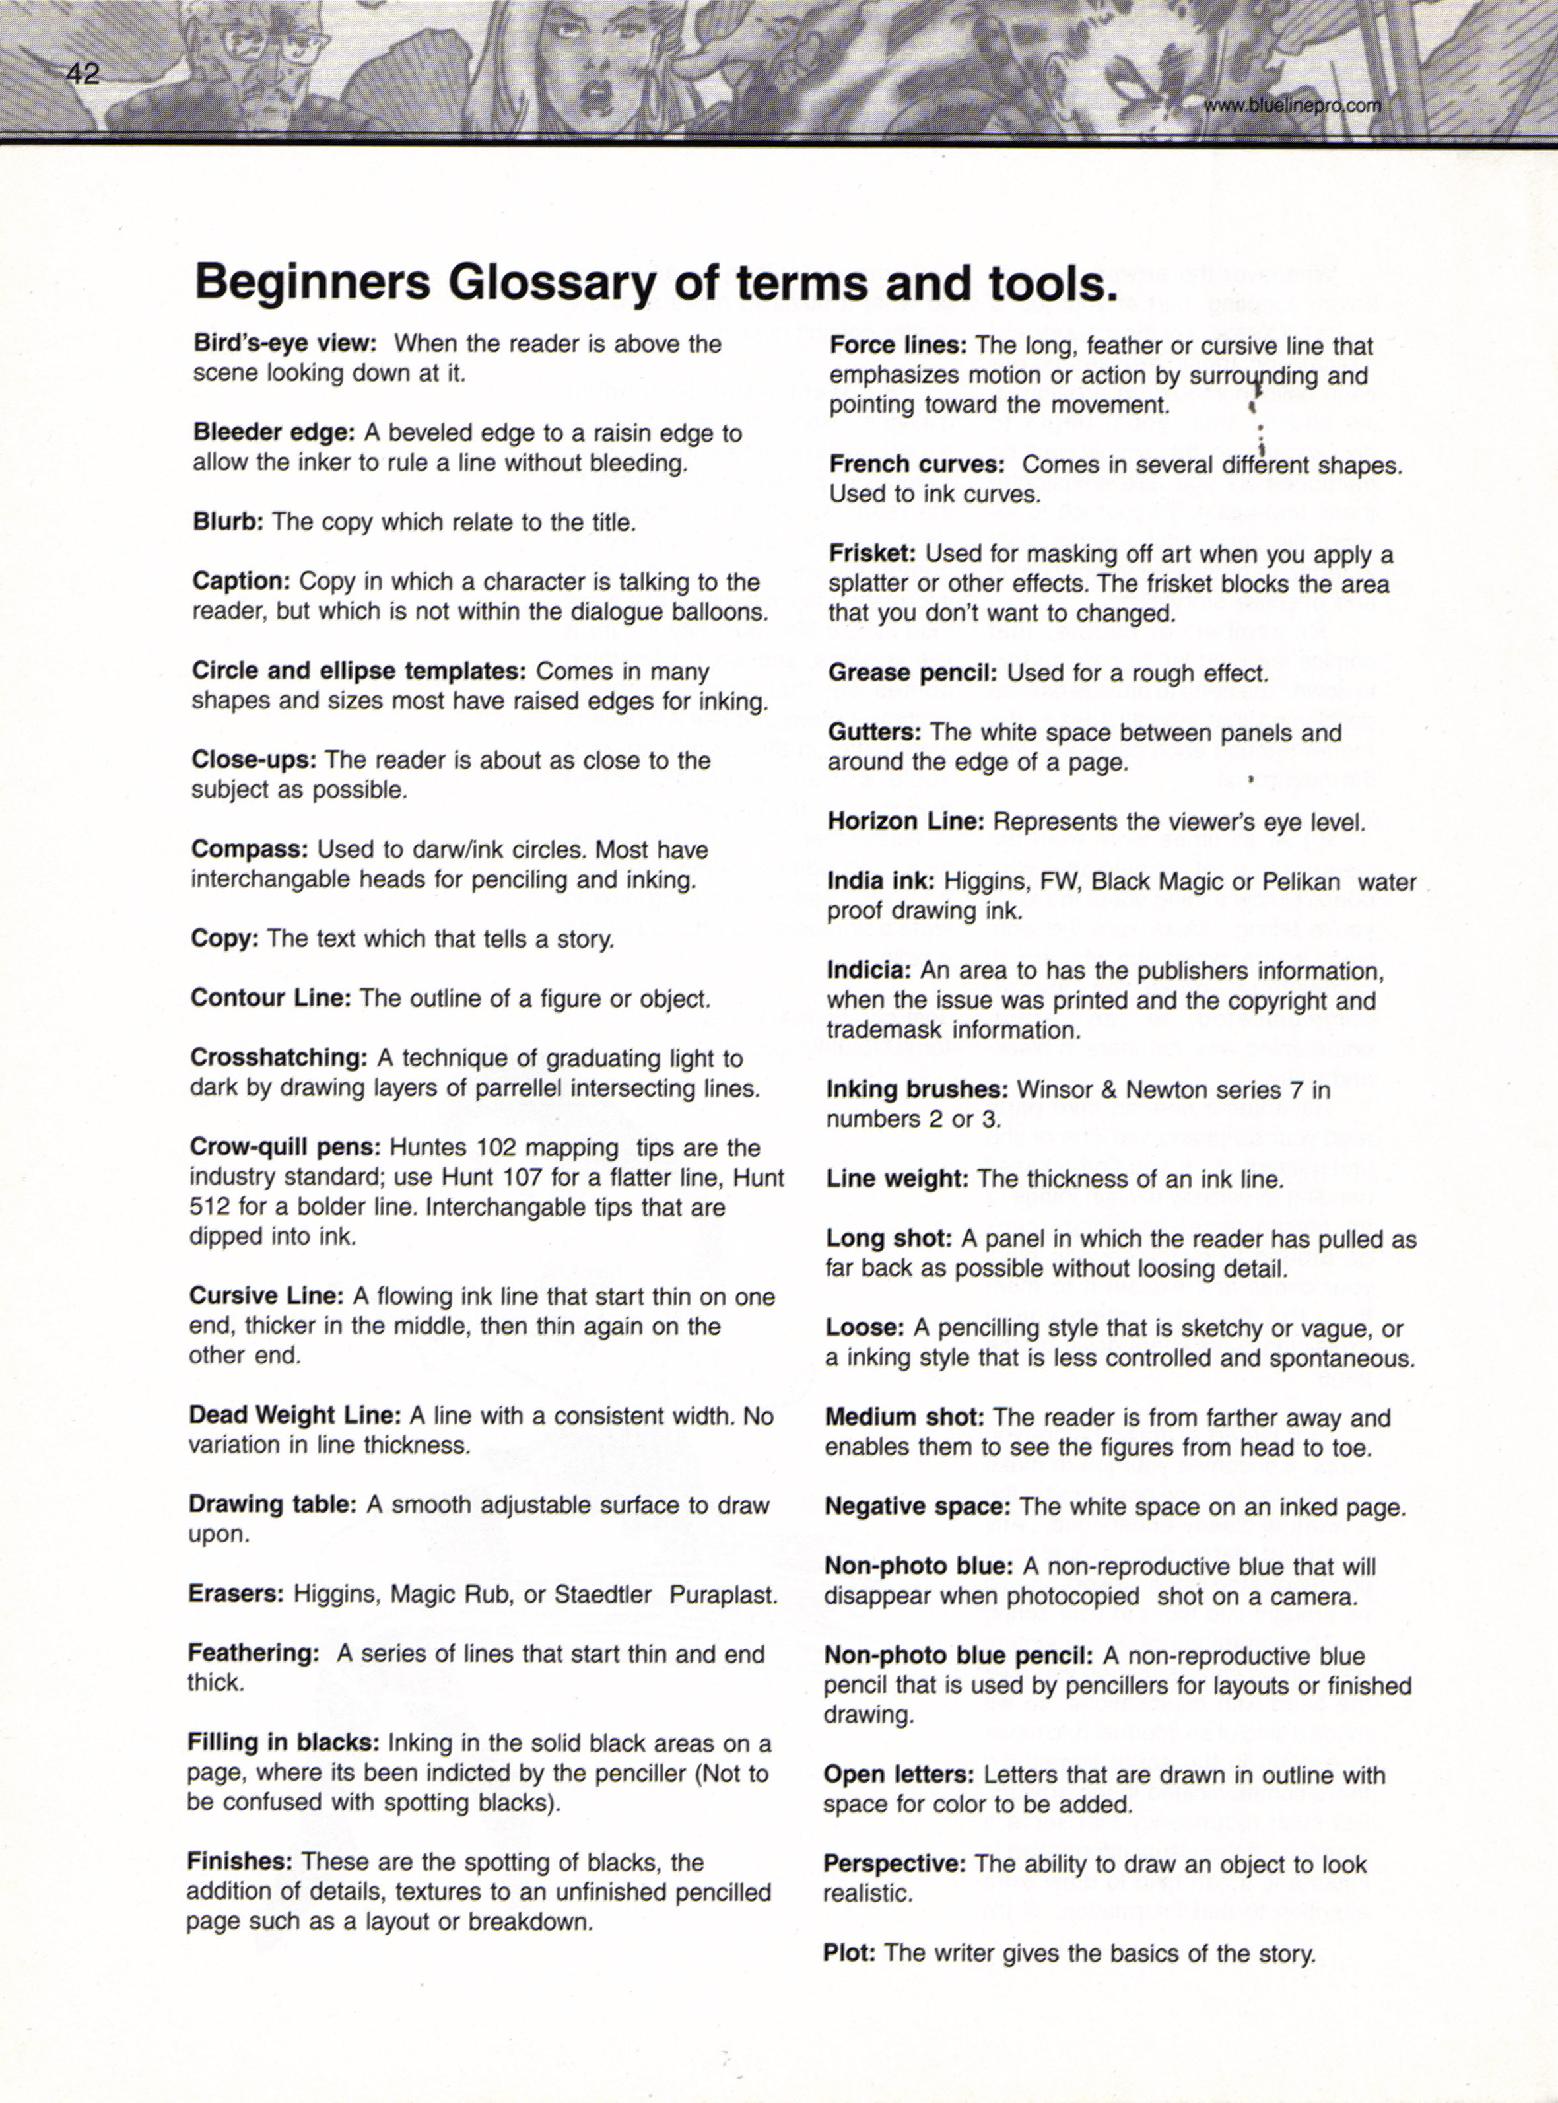 42
www.bluelinepro.com
Beginners Glossary of terms and tools.
Bird's-eye view: When the reader is above the
scene looking down at it.
Bleeder edge: A beveled edge to a raisin edge to
allow the inker to rule a line without bleeding.
Blurb: The copy which relate to the title.
Caption: Copy in which a character is talking to the
reader, but which is not within the dialogue balloons.
Circle and ellipse templates: Comes in many
shapes and sizes most have raised edges for inking.
Close-ups: The reader is about as close to the
subject as possible.
Compass: Used to darw/ink circles. Most have
interchangable heads for penciling and inking.
Copy: The text which that tells a story.
Contour Line: The outline of a figure or object.
Crosshatching: A technique of graduating light to
dark by drawing layers of parrellel intersecting lines.
Crow-quill pens: Huntes 102 mapping tips are the
industry standard; use Hunt 107 for a flatter line, Hunt
512 for a bolder line. Interchangable tips that are
dipped into ink.
Cursive Line: A flowing ink line that start thin on one
end, thicker in the middle, then thin again on the
other end.
Dead Weight Line: A line with a consistent width. No
variation in line thickness.
Drawing table: A smooth adjustable surface to draw
upon.
Erasers: Higgins, Magic Rub, or Staedtler Puraplast.
Feathering: A series of lines that start thin and end
thick.
Filling in blacks: Inking in the solid black areas on a
page, where its been indicted by the penciller (Not to
be confused with spotting blacks).
Finishes: These are the spotting of blacks, the
addition of details, textures to an unfinished pencilled
page such as a layout or breakdown.
Force lines: The long, feather or cursive line that
emphasizes motion or action by surrounding and
pointing toward the movement.
French curves: Comes in several different shapes.
Used to ink curves.
Frisket: Used for masking off art when you apply a
splatter or other effects. The frisket blocks the area
that you don't want to changed.
Grease pencil: Used for a rough effect.
Gutters: The white space between panels and
around the edge of a page.
Horizon Line: Represents the viewer's eye level.
India ink: Higgins, FW, Black Magic or Pelikan water
proof drawing ink.
Indicia: An area to has the publishers information,
when the issue was printed and the copyright and
trademask information.
Inking brushes: Winsor & Newton series 7 in
numbers 2 or 3.
Line weight: The thickness of an ink line.
Long shot: A panel in which the reader has pulled as
far back as possible without loosing detail.
Loose: A pencilling style that is sketchy or vague, or
a inking style that is less controlled and spontaneous.
Medium shot: The reader is from farther away and
enables them to see the figures from head to toe.
Negative space: The white space on an inked page.
Non-photo blue: A non-reproductive blue that will
disappear when photocopied shot on a camera.
Non-photo blue pencil: A non-reproductive blue
pencil that is used by pencillers for layouts or finished
drawing.
Open letters: Letters that are drawn in outline with
space for color to be added.
Perspective: The ability to draw an object to look
realistic.
Plot: The writer gives the basics of the story.